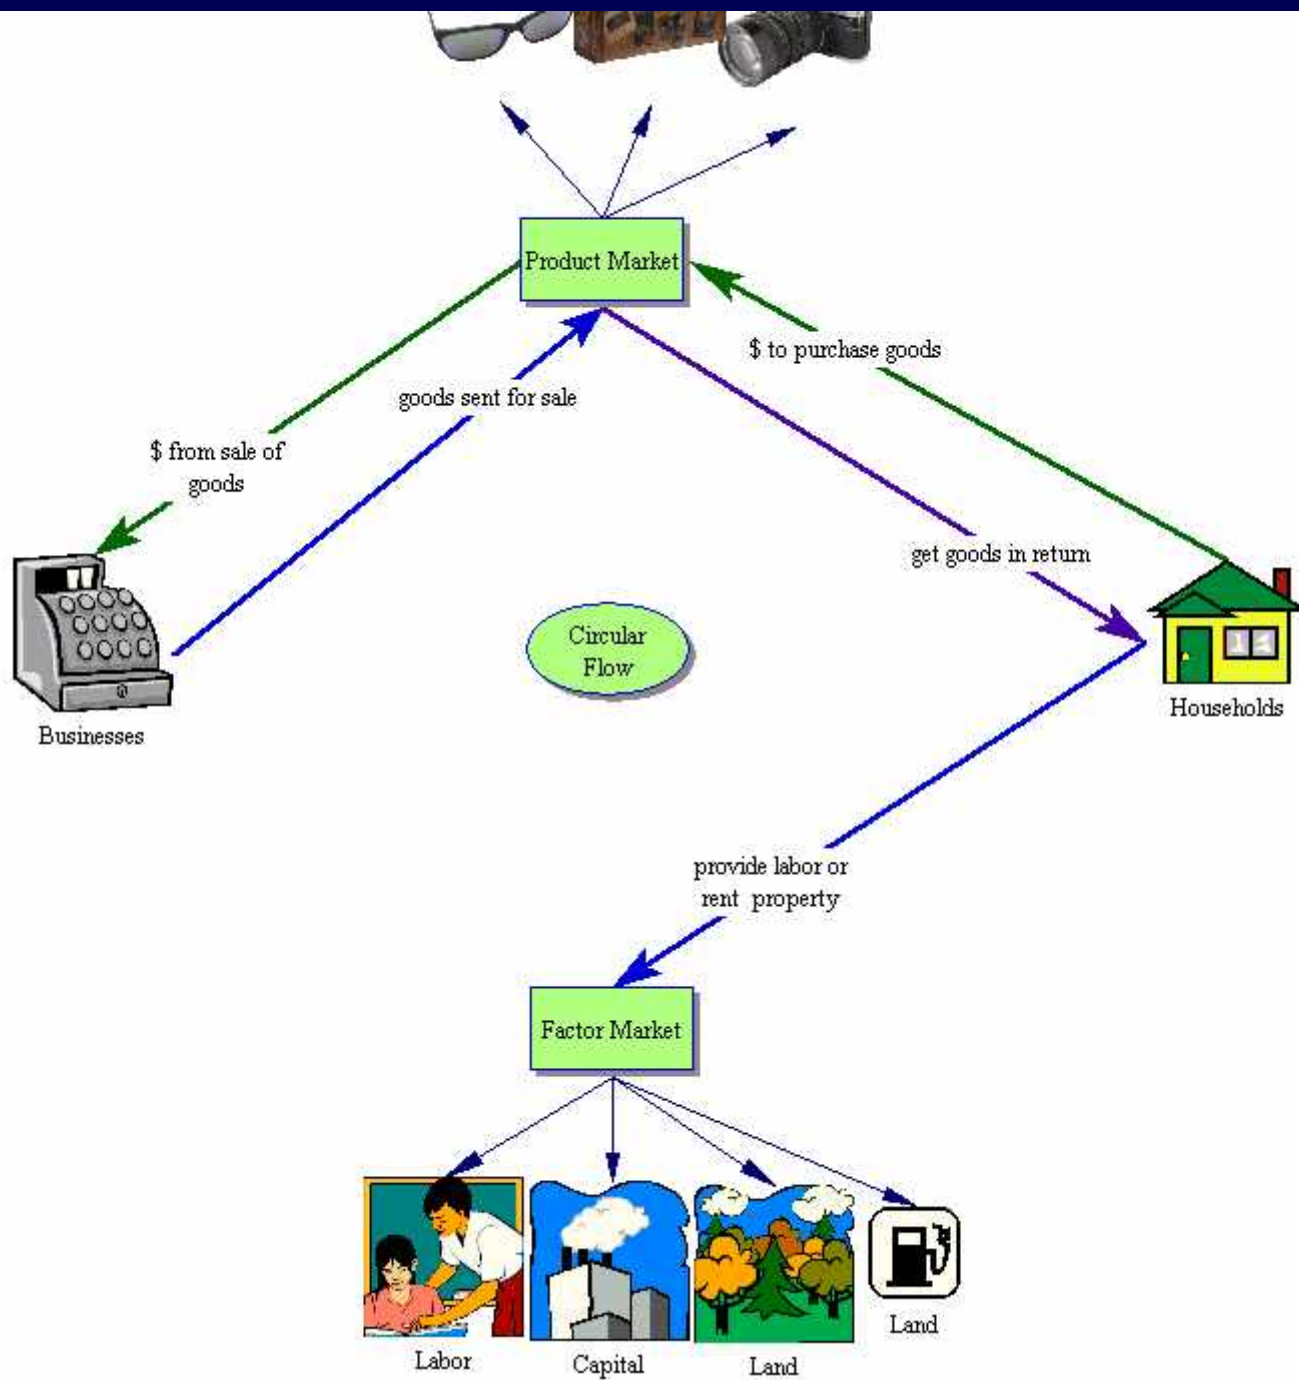 Product Market
$ to purchase goods
goods sent for sale
$ from sale of
goods
get goods in return
Circular
Flow
Households
Businesses
provide labor or
rent property
Factor Market
Land
Labor
Capital
Land